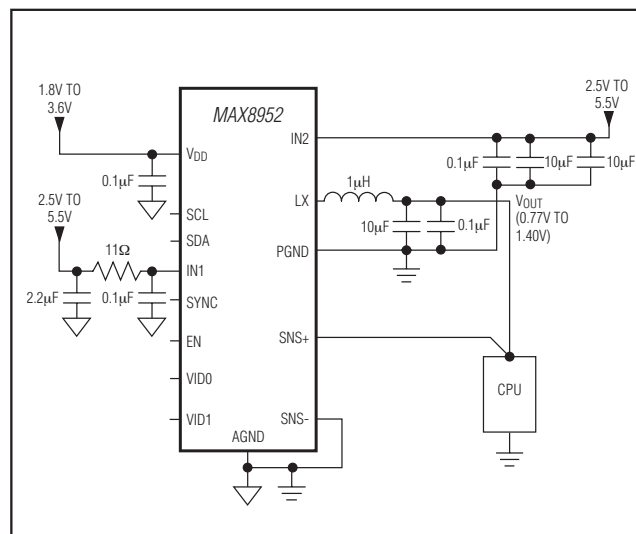 1.8V TO
3.6V
MAX8952
2.5V TO
5.5V
VDD
IN2
0.1µF
0.1µF
10µF
10µF
2.5V TO
5.5V
SCL
LX
1µH
VOUT
(0.77V TO
1.40V)
SDA
10µF
0.1µF
11Ω
IN1
PGND
2.2µF
0.1µF
SYNC
EN
SNS+
VID0
CPU
VID1
SNS-
AGND